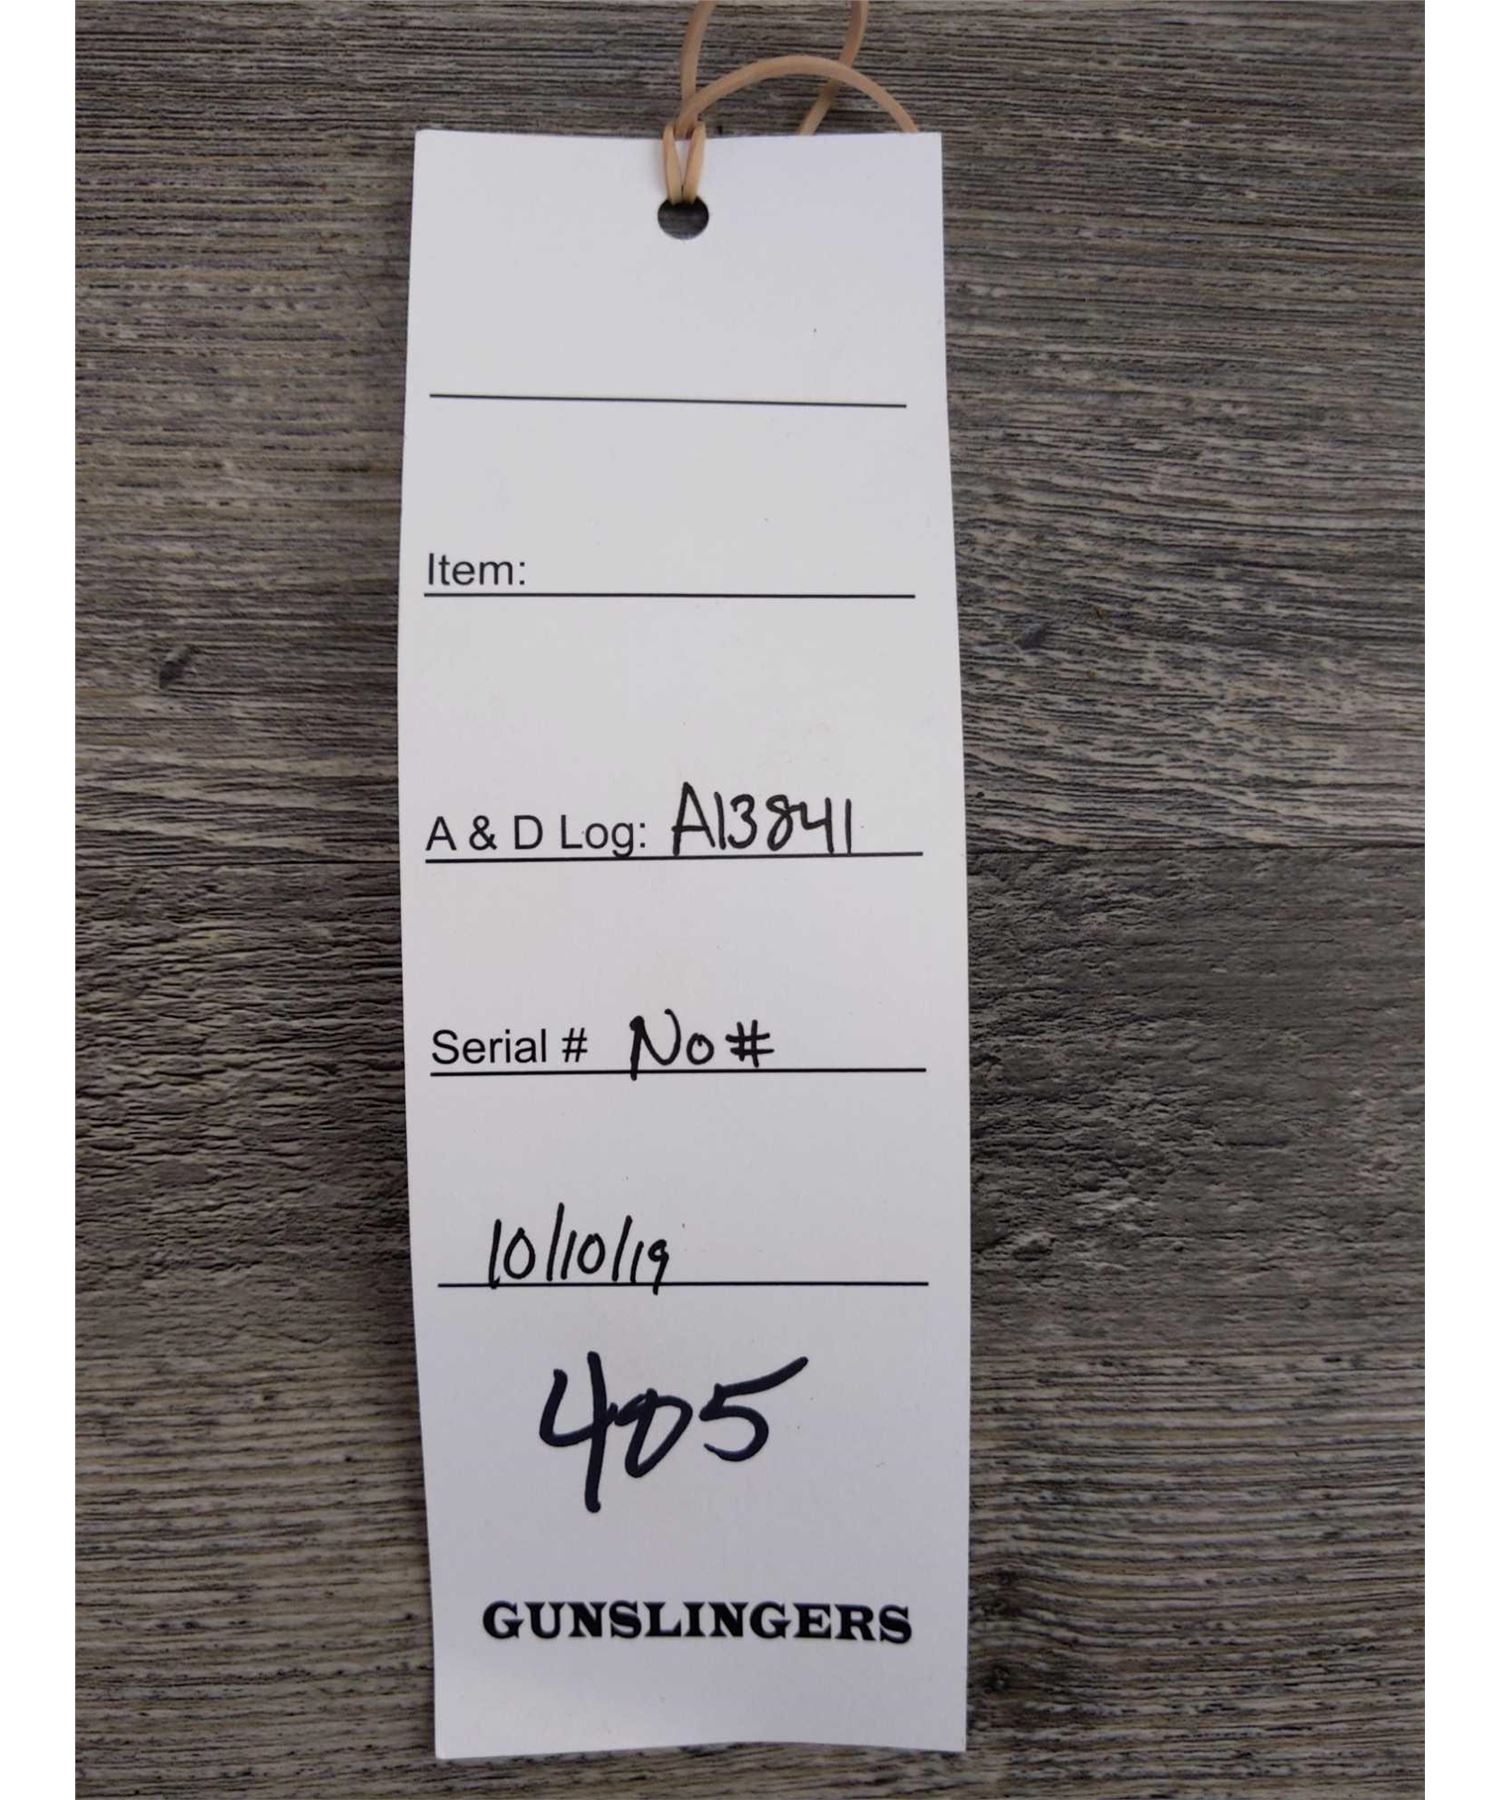 Item:
A & D Log: A13841
Serial # No#
10/10/19
405
GUNSLINGERS